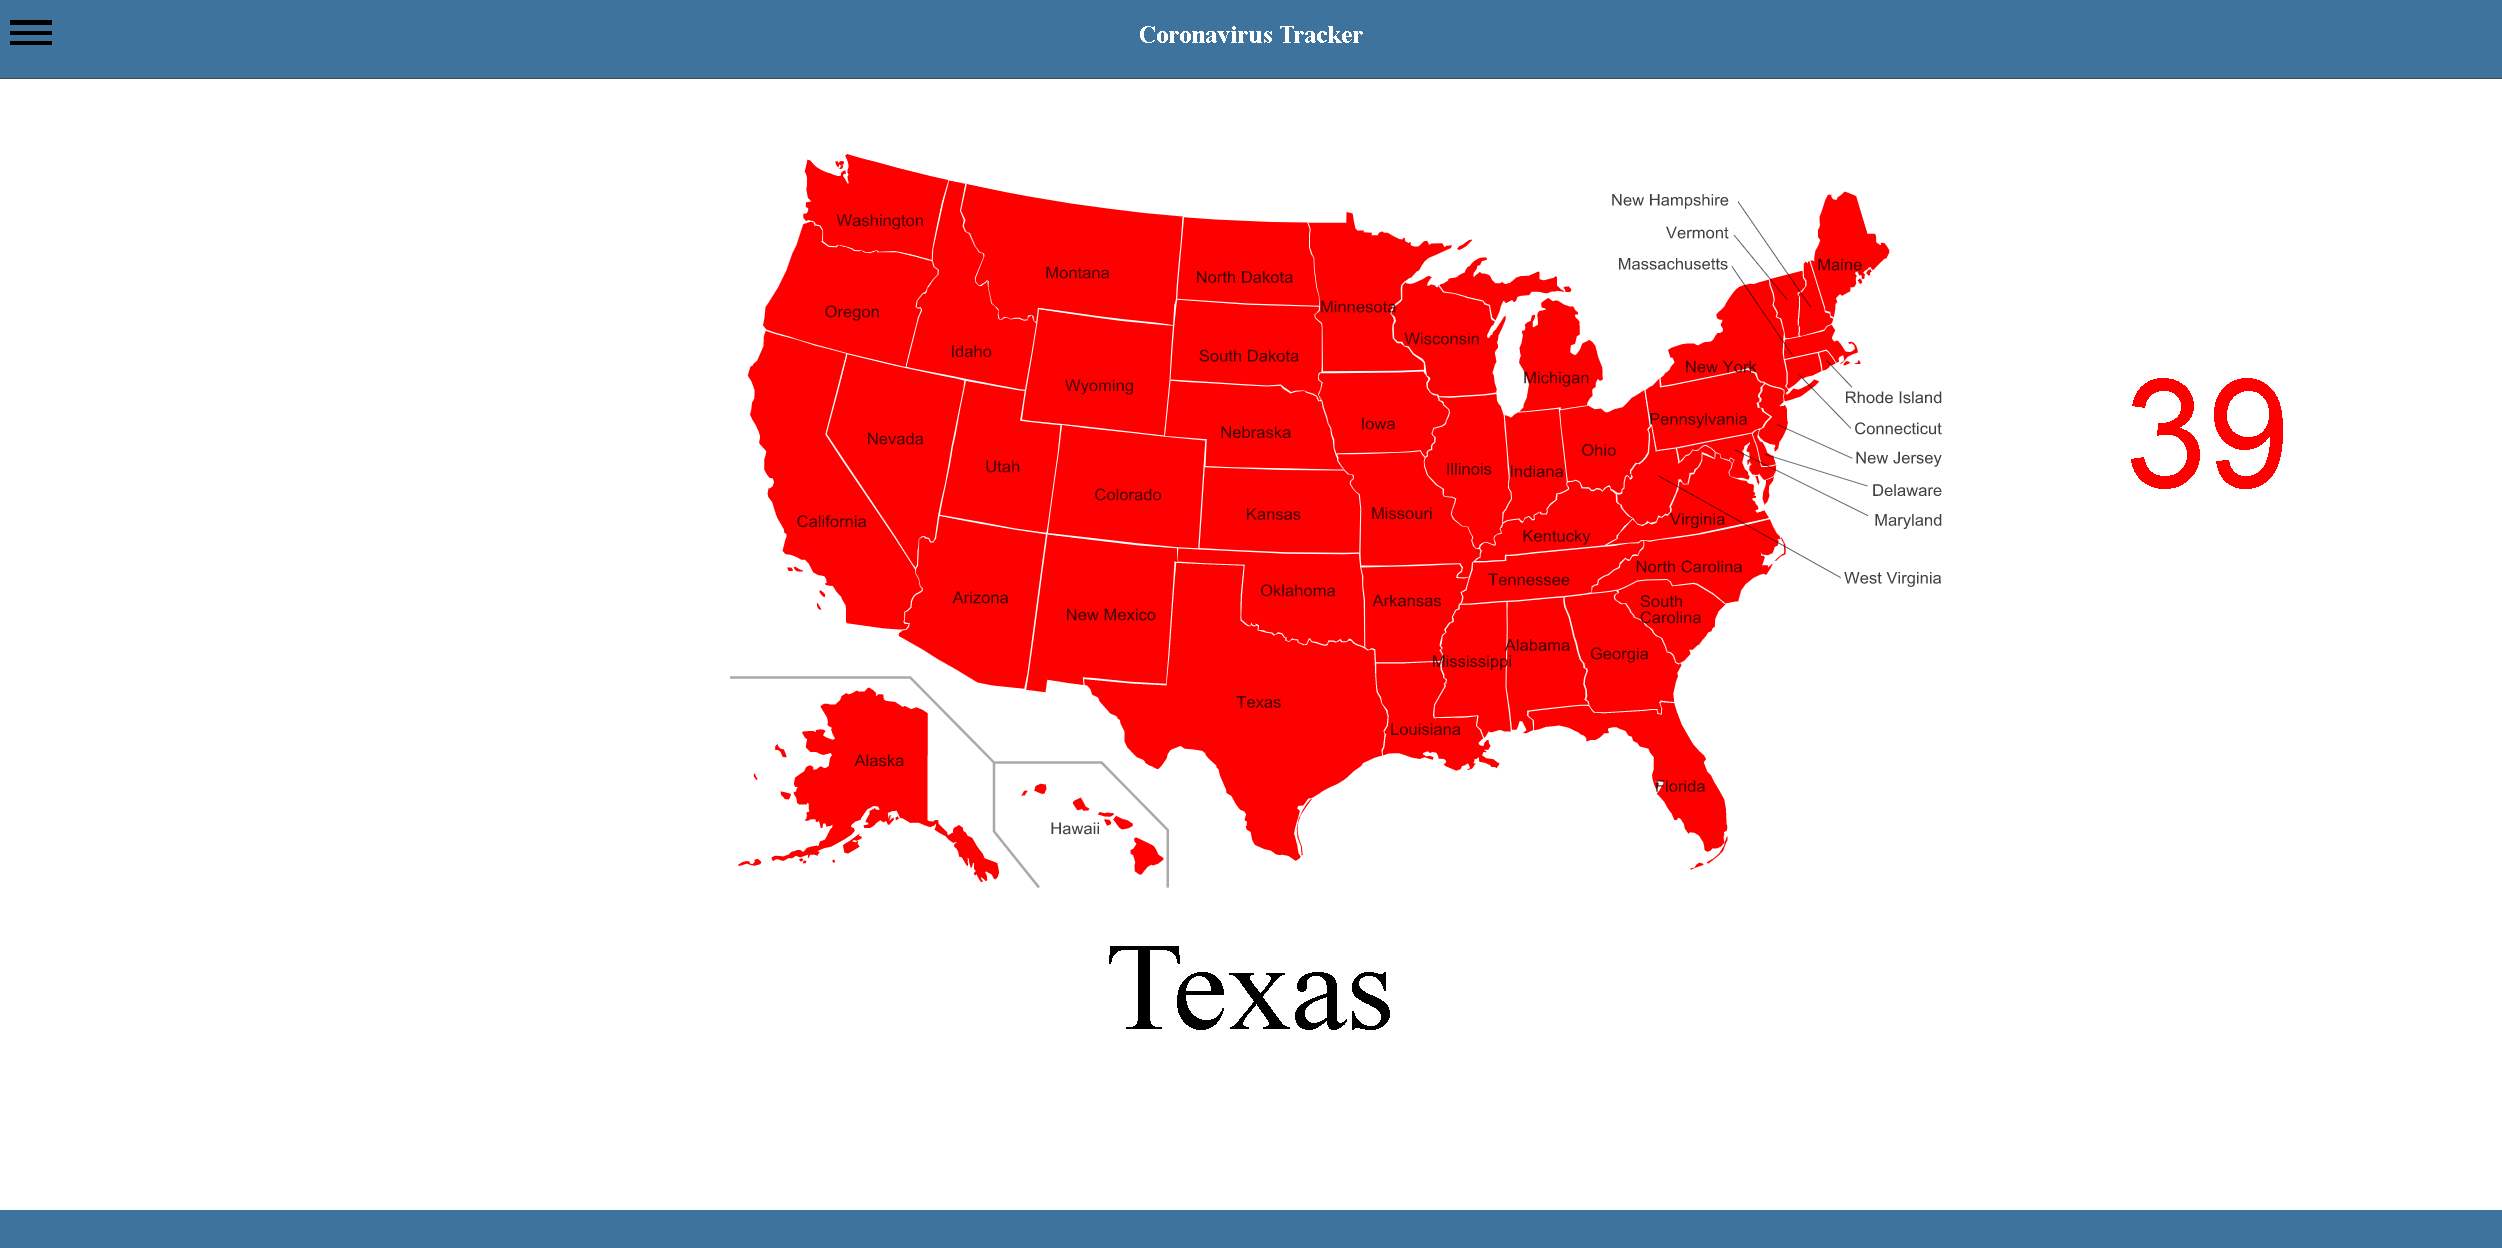 Coronavirus Tracker
New Hampshire
Washington
Vermont
Massachusetts
Maine
Montana
North Dakota
Minnesota
Oregon
Wisconsin
Idaho
South Dakota
New York
Michigan
Wyoming
Rhode Island
Pennsylvania
Iowa
Connecticut
Nebraska
Nevada
Ohio
New Jersey
Utah
Illinois
Indiana
39
Colorado
Delaware
Kansas
Missouri
California
Virginia
Maryland
Kentucky
North Carolina
Tennessee
West Virginia
Oklahoma
Arizona
Arkansas
South
Carolina
New Mexico
Alabama
Georgia
Mississippi
Texas
Louisiana
Alaska
Florida
Hawaii
Texas